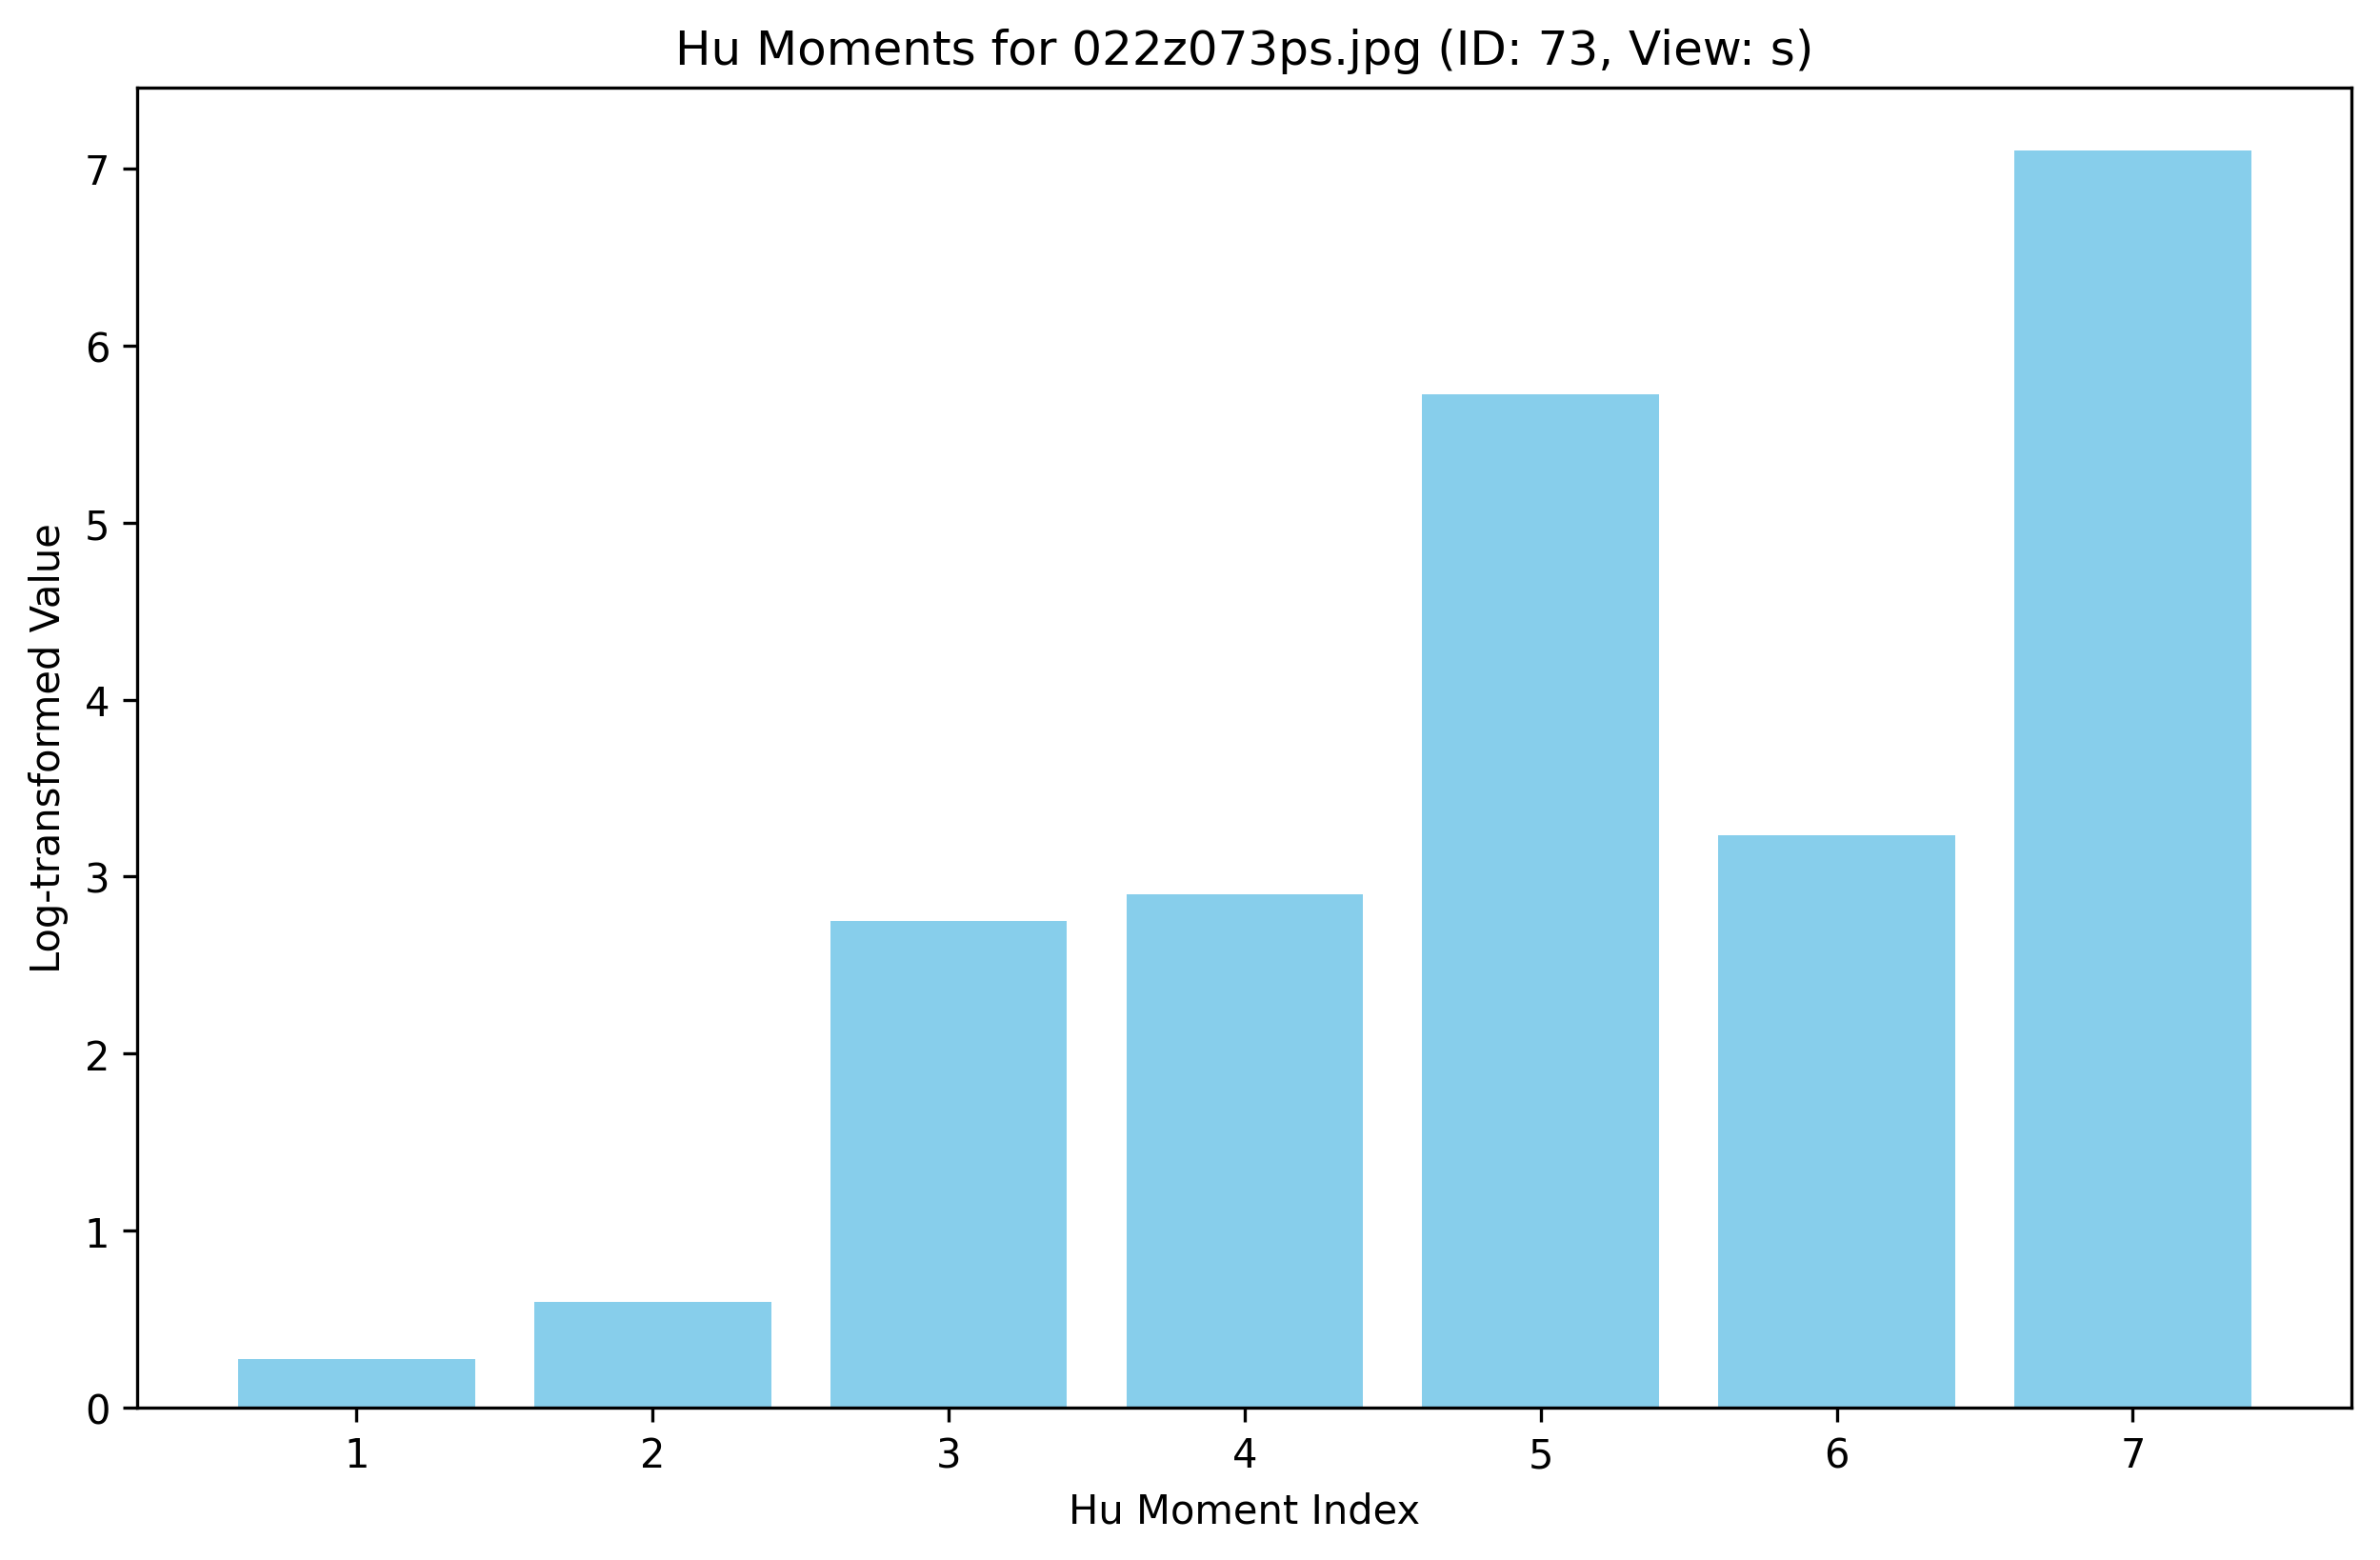 Hu Moments for 022z073ps.jpg (ID: 73, View: s)
Log-transformed Value
7
6
5
4
3
2
1
0
1 2 3 4 5 6 7
Hu Moment Index